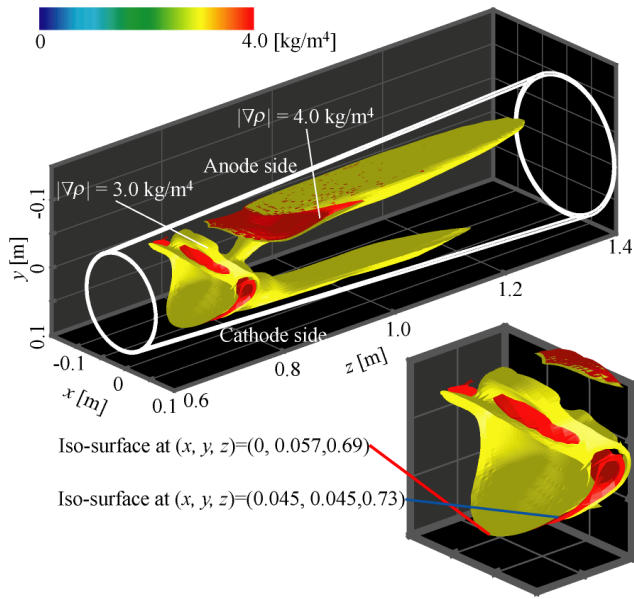 0
4.0 [kg/m⁴]
|∇ρ| = 4.0 kg/m⁴
Anode side
|∇ρ| = 3.0 kg/m⁴
-0.1
0
0.1
y [m]
Cathode side
-0.1
0
0.1
x [m]
0.6
0.8
1.0
1.2
1.4
z [m]
Iso-surface at (x, y, z)=(0, 0.057,0.69)
Iso-surface at (x, y, z)=(0.045, 0.045,0.73)